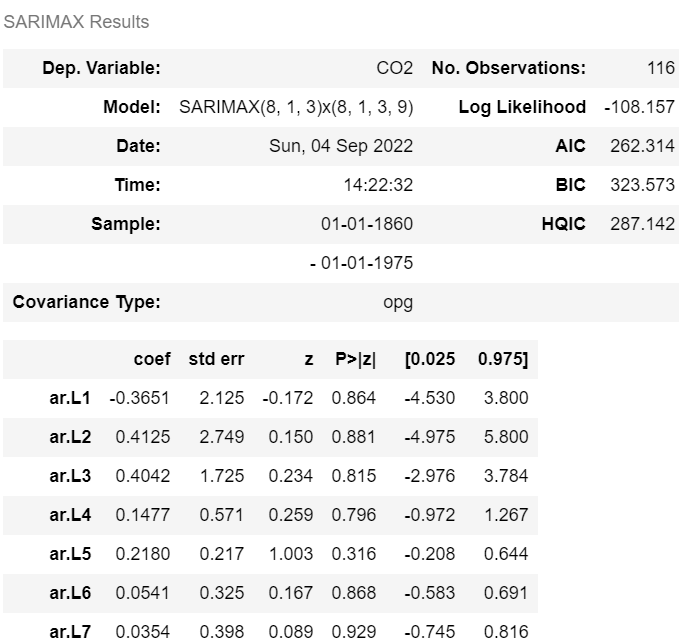 SARIMAX Results
Dep. Variable: CO2 No. Observations: 116
Model: SARIMAX(8, 1, 3)x(8, 1, 3, 9) Log Likelihood -108.157
Date: Sun, 04 Sep 2022 AIC 262.314
Time: 14:22:32 BIC 323.573
Sample: 01-01-1860 HQIC 287.142
- 01-01-1975
Covariance Type: opg
coef std err z P>|z| [0.025 0.975]
ar.L1 -0.3651 2.125 -0.172 0.864 -4.530 3.800
ar.L2 0.4125 2.749 0.150 0.881 -4.975 5.800
ar.L3 0.4042 1.725 0.234 0.815 -2.976 3.784
ar.L4 0.1477 0.571 0.259 0.796 -0.972 1.267
ar.L5 0.2180 0.217 1.003 0.316 -0.208 0.644
ar.L6 0.0541 0.325 0.167 0.868 -0.583 0.691
ar.L7 0.0354 0.398 0.089 0.929 -0.745 0.816